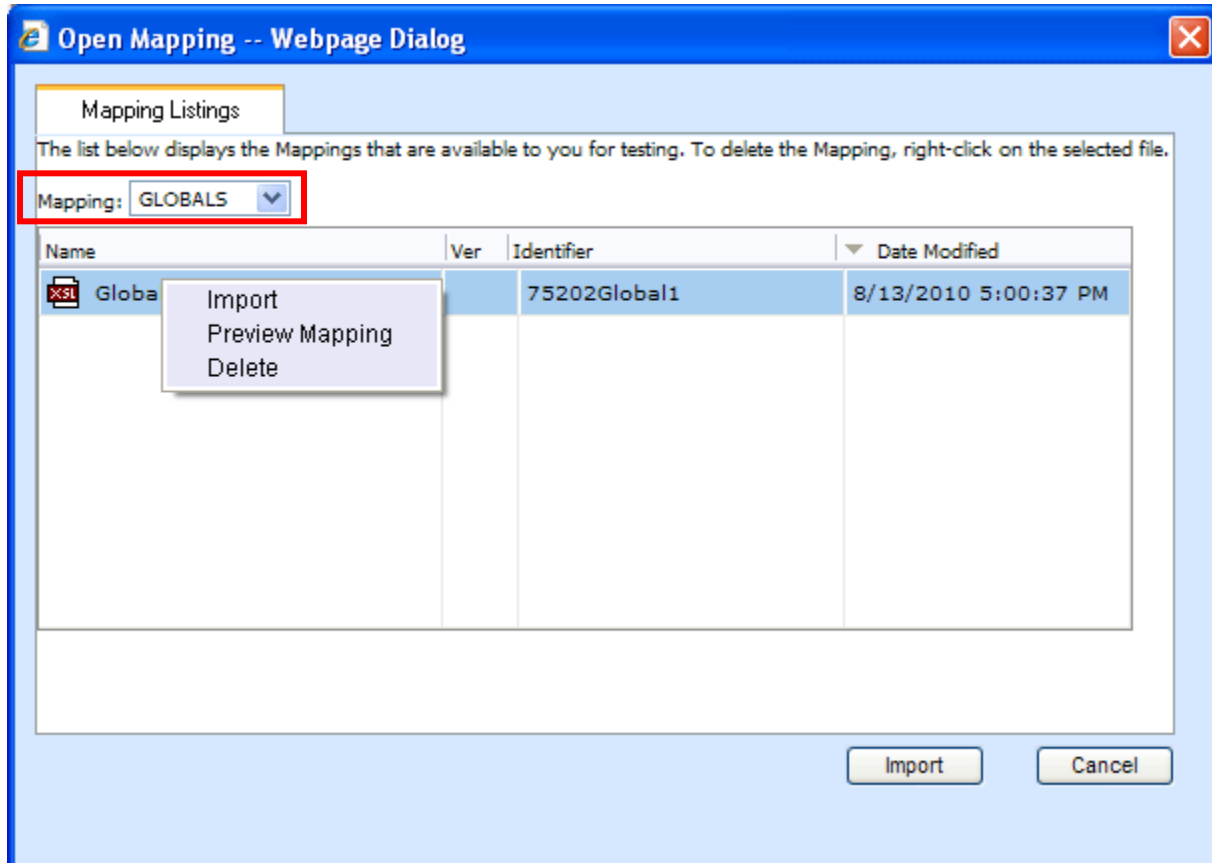 Open Mapping -- Webpage Dialog
Mapping Listings
The list below displays the Mappings that are available to you for testing. To delete the Mapping, right-click on the selected file.
Mapping: GLOBALS
Name Ver Identifier Date Modified
XSL Globa 75202Global1 8/13/2010 5:00:37 PM
Import
Preview Mapping
Delete
Import Cancel